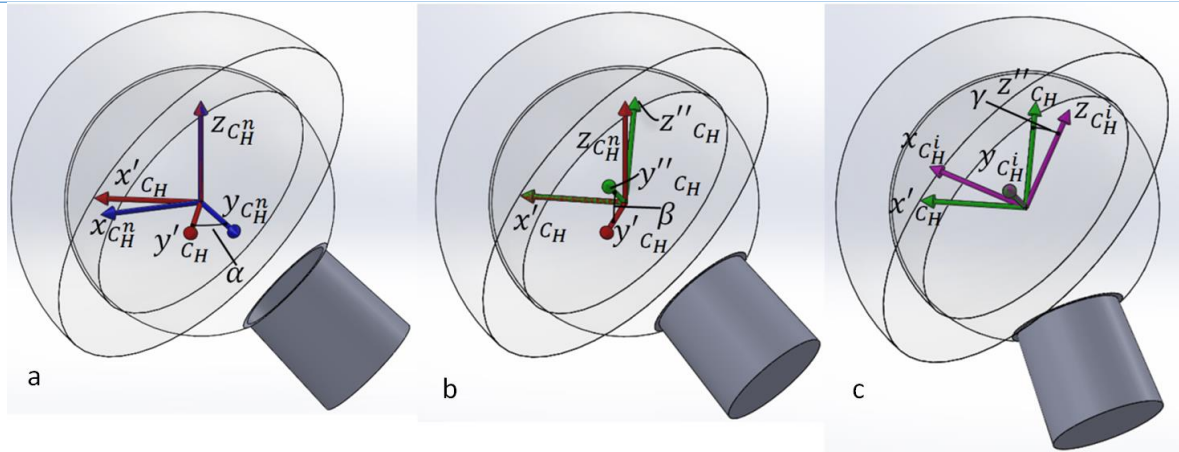 z_{C_H^n}
x'_{C_H}
x_{C_H^n}
y_{C_H^n}
y'_{C_H}
α
a
z_{C_H^n}
z''_{C_H}
y''_{C_H}
x'_{C_H}
β
y'_{C_H}
b
γ
z''_{C_H}
z_{C_H^i}
x_{C_H^i}
y_{C_H^i}
x'_{C_H}
c